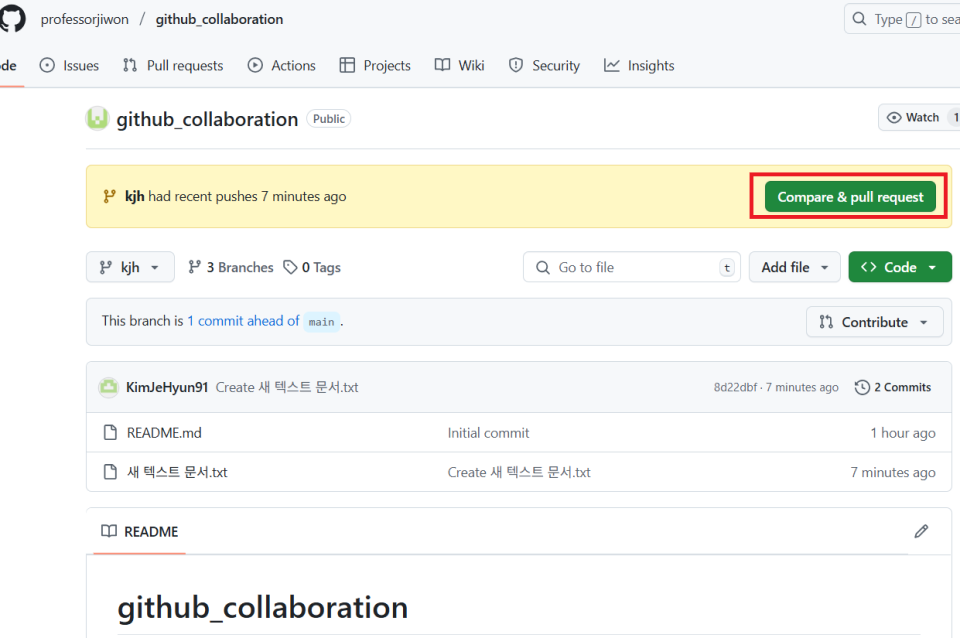 professorjiwon / github_collaboration
Type / to sea
de Issues Pull requests Actions Projects Wiki Security Insights
github_collaboration Public
Watch 1
kjh had recent pushes 7 minutes ago
Compare & pull request
kjh 3 Branches 0 Tags
Go to file t
Add file
Code
This branch is 1 commit ahead of main .
Contribute
KimJeHyun91 Create 새 텍스트 문서.txt 8d22dbf · 7 minutes ago 2 Commits
README.md Initial commit 1 hour ago
새 텍스트 문서.txt Create 새 텍스트 문서.txt 7 minutes ago
README
github_collaboration